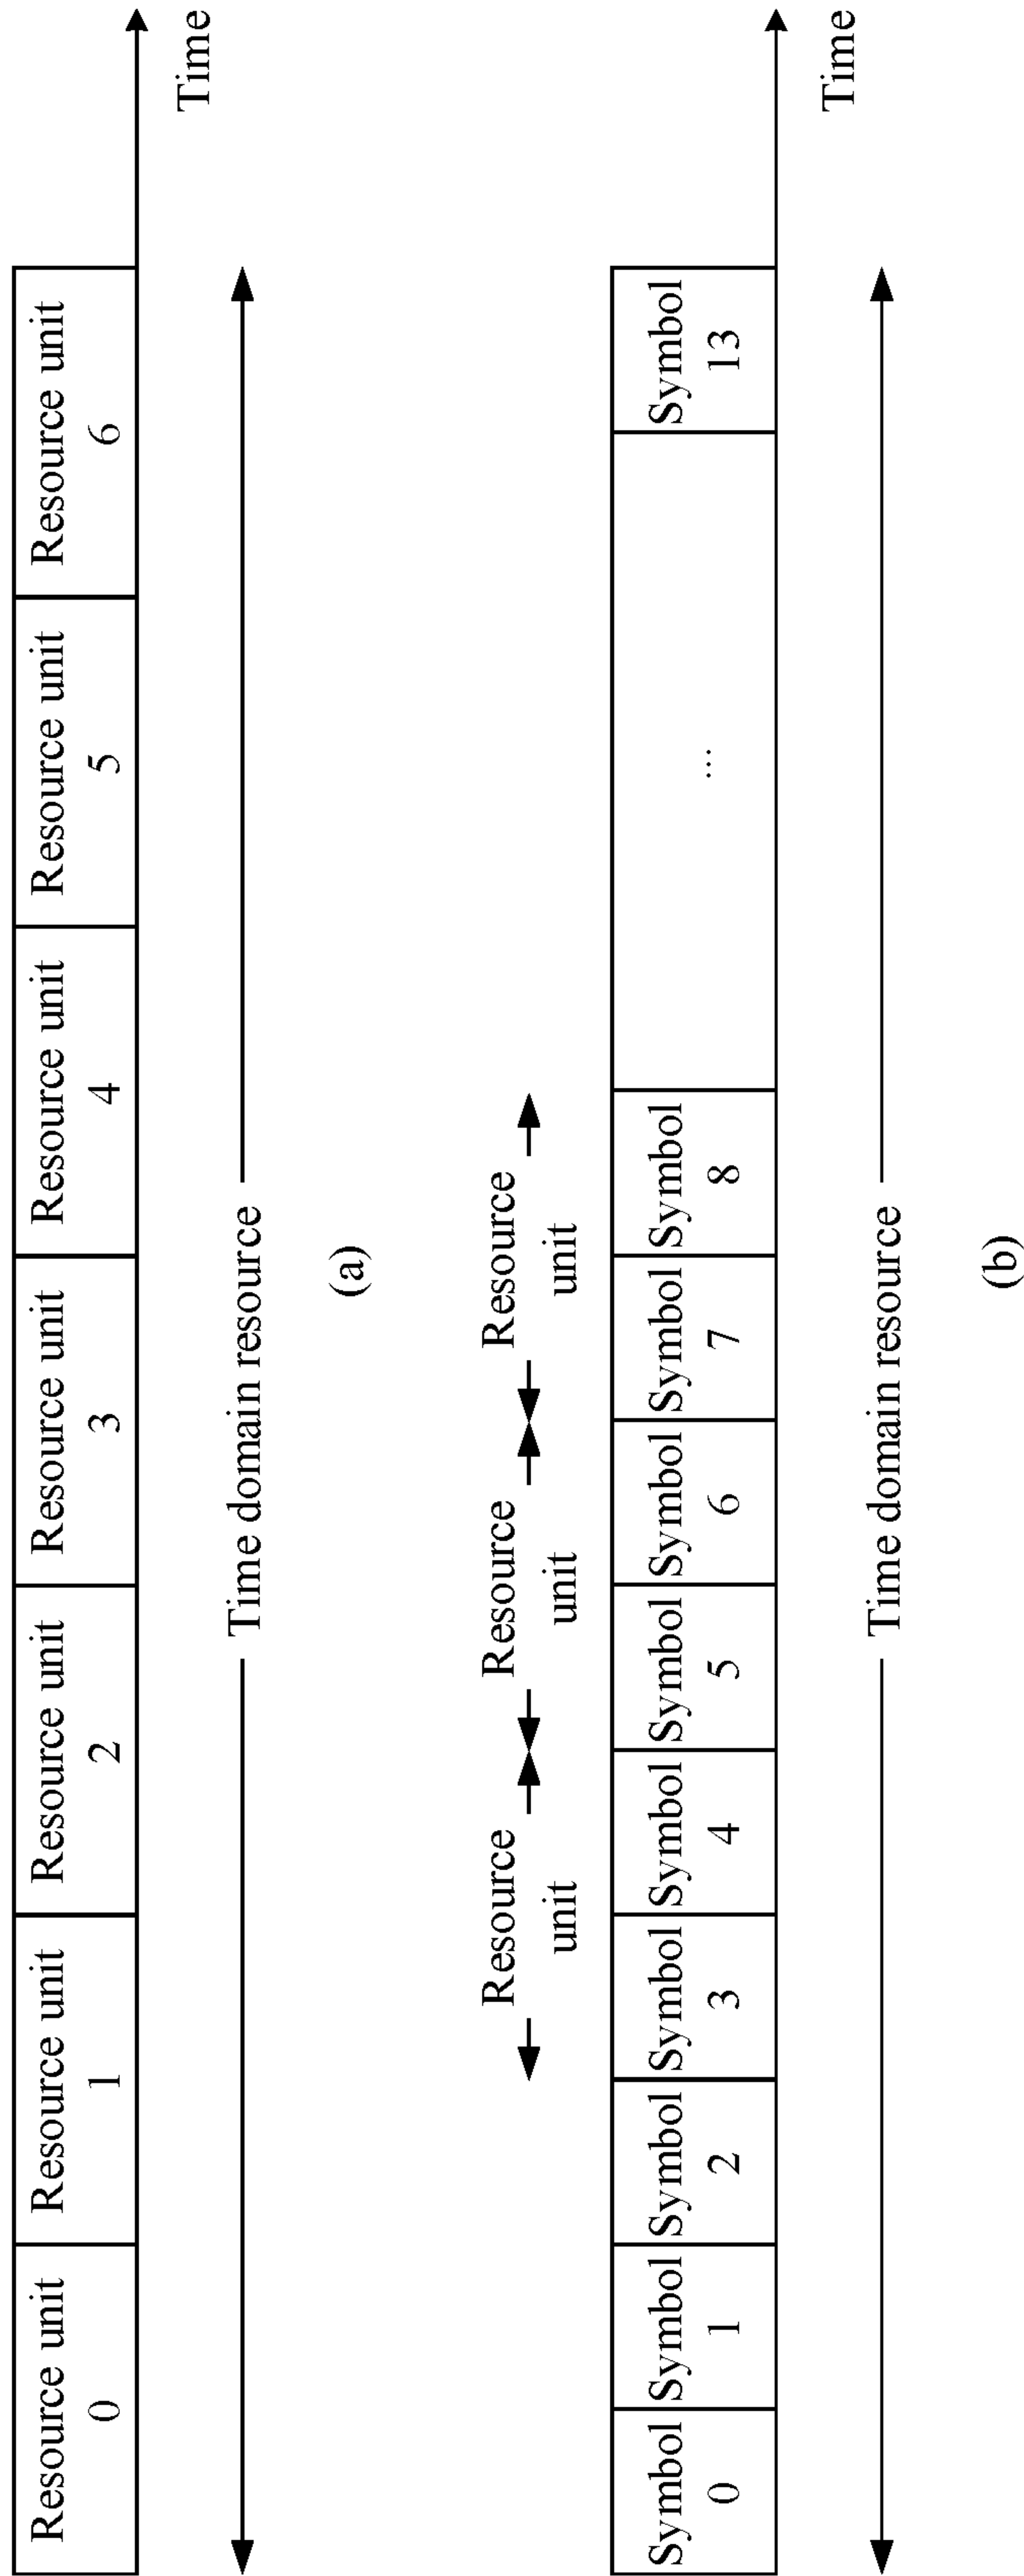 Resource unit
0
Resource unit
1
Resource unit
2
Resource unit
3
Resource unit
4
Resource unit
5
Resource unit
6
Time
Time domain resource
(a)
Resource
unit
Resource
unit
Resource
unit
Symbol
0
Symbol
1
Symbol
2
Symbol
3
Symbol
4
Symbol
5
Symbol
6
Symbol
7
Symbol
8
...
Symbol
13
Time
Time domain resource
(b)